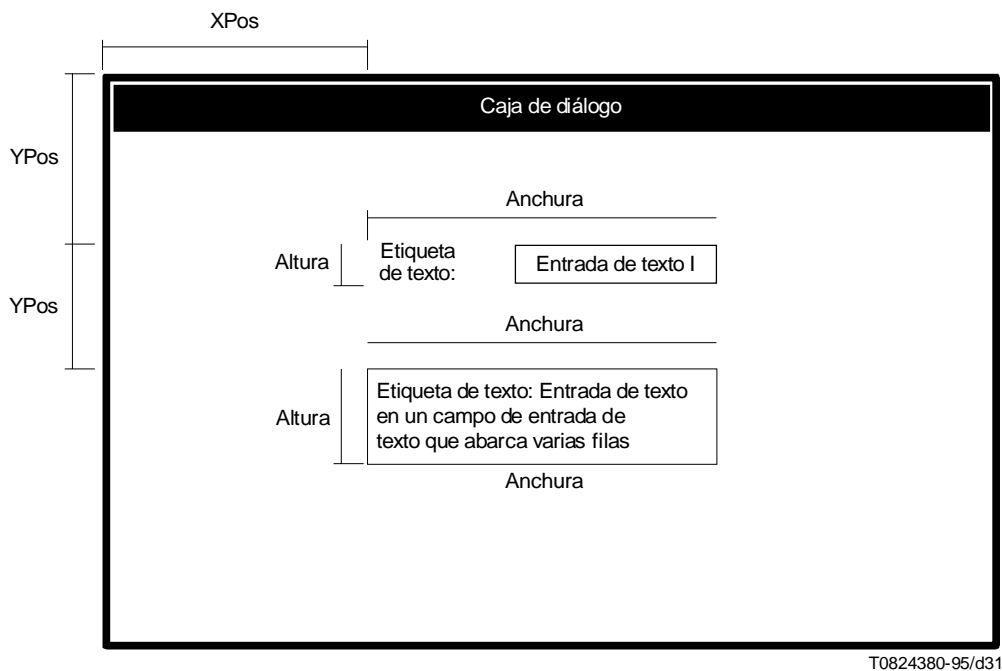 XPos
Caja de diálogo
YPos
Anchura
Altura
Etiqueta
de texto:
Entrada de texto I
YPos
Anchura
Altura
Etiqueta de texto: Entrada de texto
en un campo de entrada de
texto que abarca varias filas
Anchura
T0824380-95/d31